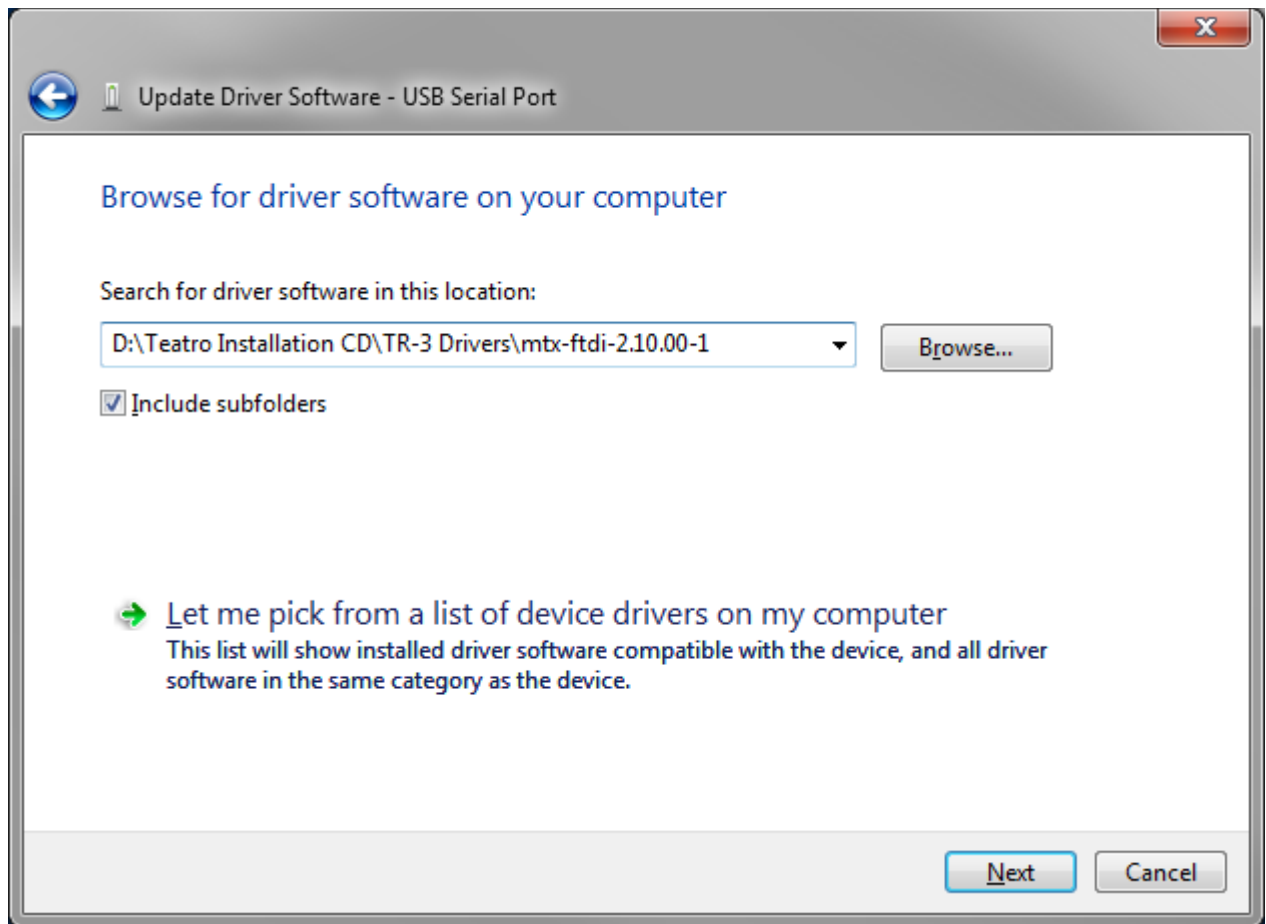 Update Driver Software - USB Serial Port
Browse for driver software on your computer
Search for driver software in this location:
D:\Teatro Installation CD\TR-3 Drivers\mtx-ftdi-2.10.00-1
Browse...
Include subfolders
Let me pick from a list of device drivers on my computer
This list will show installed driver software compatible with the device, and all driver
software in the same category as the device.
Next
Cancel